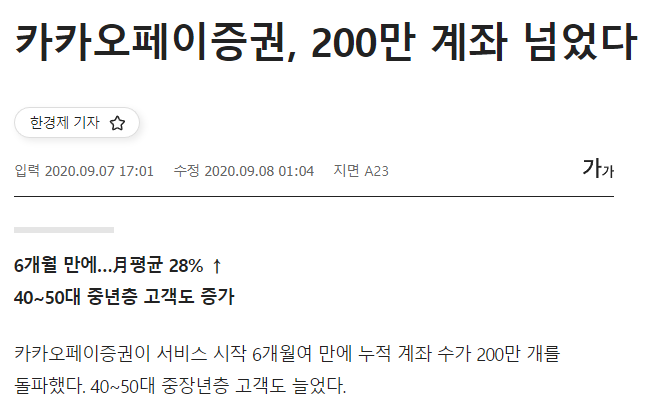 카카오페이증권, 200만 계좌 넘었다
한경제 기자 ☆
입력 2020.09.07 17:01 수정 2020.09.08 01:04 지면 A23
가가
6개월 만에…月평균 28% ↑
40~50대 중년층 고객도 증가
카카오페이증권이 서비스 시작 6개월여 만에 누적 계좌 수가 200만 개를
돌파했다. 40~50대 중장년층 고객도 늘었다.